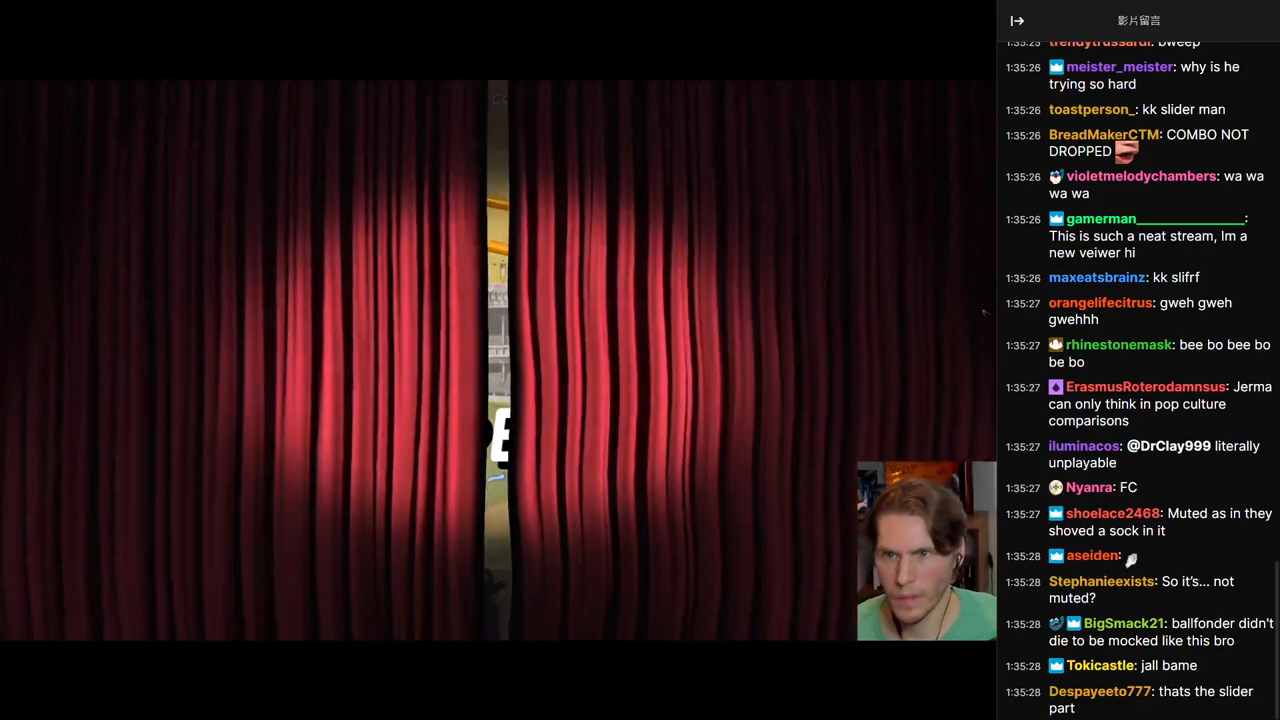 影片留言
1:35:25 trendytrussardi: bweep
1:35:26 meister_meister: why is he
trying so hard
1:35:26 toastperson_: kk slider man
1:35:26 BreadMakerCTM: COMBO NOT
DROPPED
1:35:26 violetmelodychambers: wa wa
wa wa
1:35:26 gamerman________________:
This is such a neat stream, Im a
new veiwer hi
1:35:26 maxeatsbrainz: kk slifrf
1:35:27 orangelifecitrus: gweh gweh
gwehhh
1:35:27 rhinestonemask: bee bo bee bo
be bo
1:35:27 ErasmusRoterodamnsus: Jerma
can only think in pop culture
comparisons
1:35:27 iluminacos: @DrClay999 literally
unplayable
1:35:27 Nyanra: FC
1:35:27 shoelace2468: Muted as in they
shoved a sock in it
1:35:28 aseiden:
1:35:28 Stephanieexists: So it's... not
muted?
1:35:28 BigSmack21: ballfonder didn't
die to be mocked like this bro
1:35:28 Tokicastle: jall bame
1:35:28 Despayeeto777: thats the slider
part
E